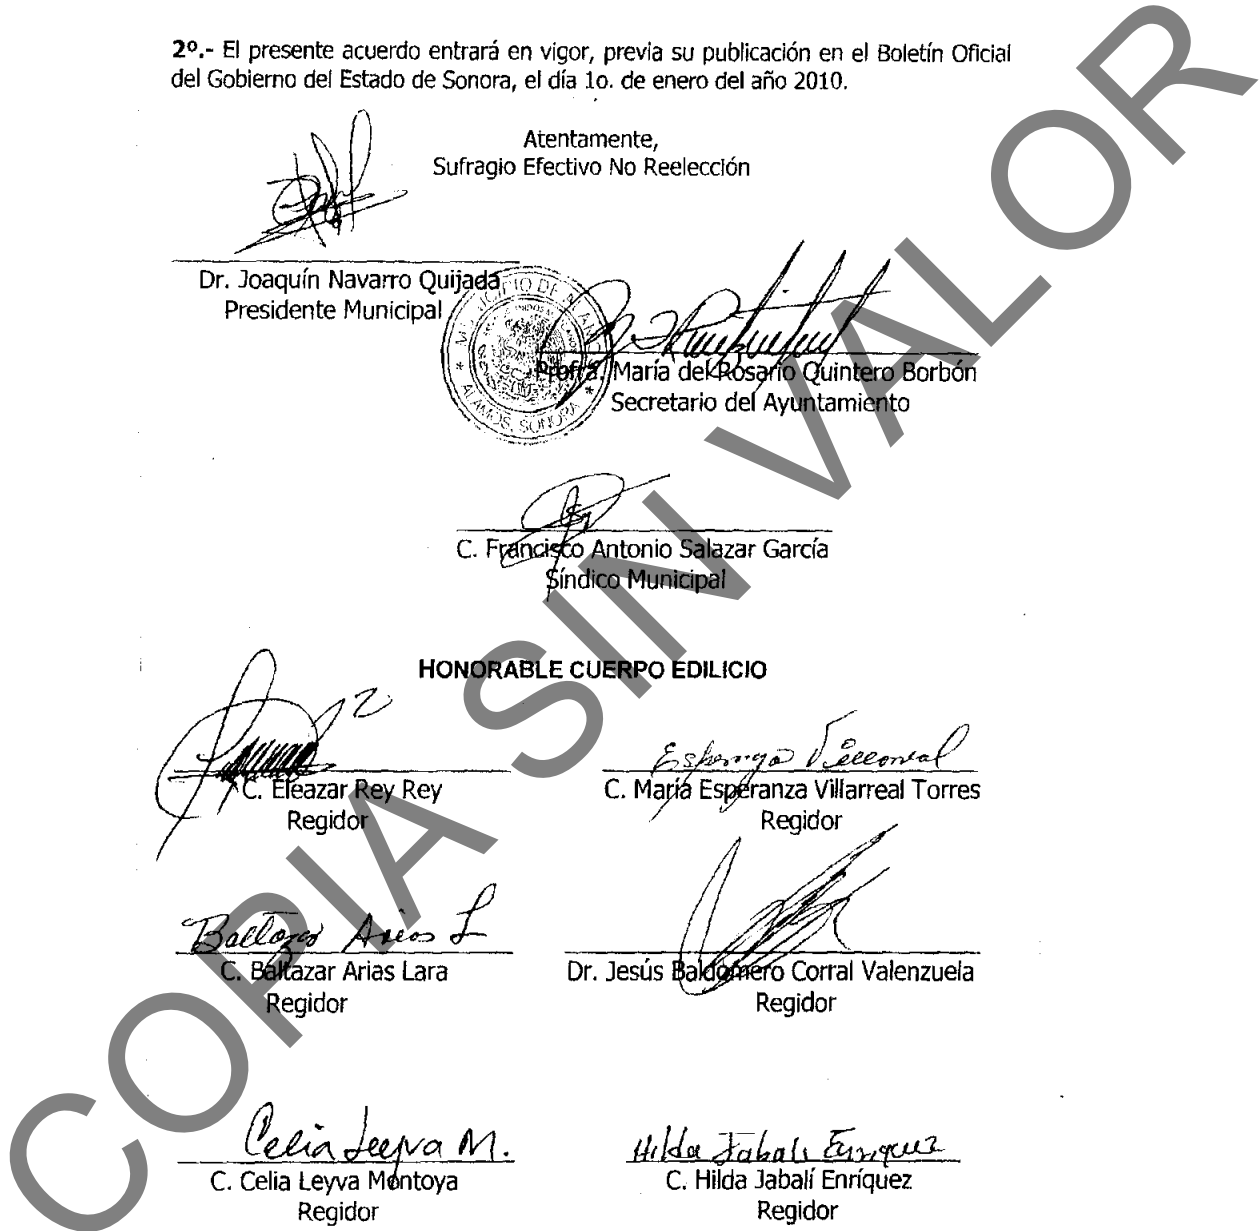 2º.- El presente acuerdo entrará en vigor, previa su publicación en el Boletín Oficial
del Gobierno del Estado de Sonora, el día 1o. de enero del año 2010.
Atentamente,
Sufragio Efectivo No Reelección
Dr. Joaquín Navarro Quijada
Presidente Municipal
ALAMOS, SONORA
Profra. María del Rosario Quintero Borbón
Secretario del Ayuntamiento
C. Francisco Antonio Salazar García
Síndico Municipal
HONORABLE CUERPO EDILICIO
Esperanza Villarreal
C. Eleazar Rey Rey
Regidor
C. María Esperanza Villarreal Torres
Regidor
Baltazar Arias L
C. Baltazar Arias Lara
Regidor
Dr. Jesús Baldomero Corral Valenzuela
Regidor
Celia Leyva M.
C. Celia Leyva Montoya
Regidor
Hilda Jabali Enriquez
C. Hilda Jabalí Enríquez
Regidor
COPIA SIN VALOR